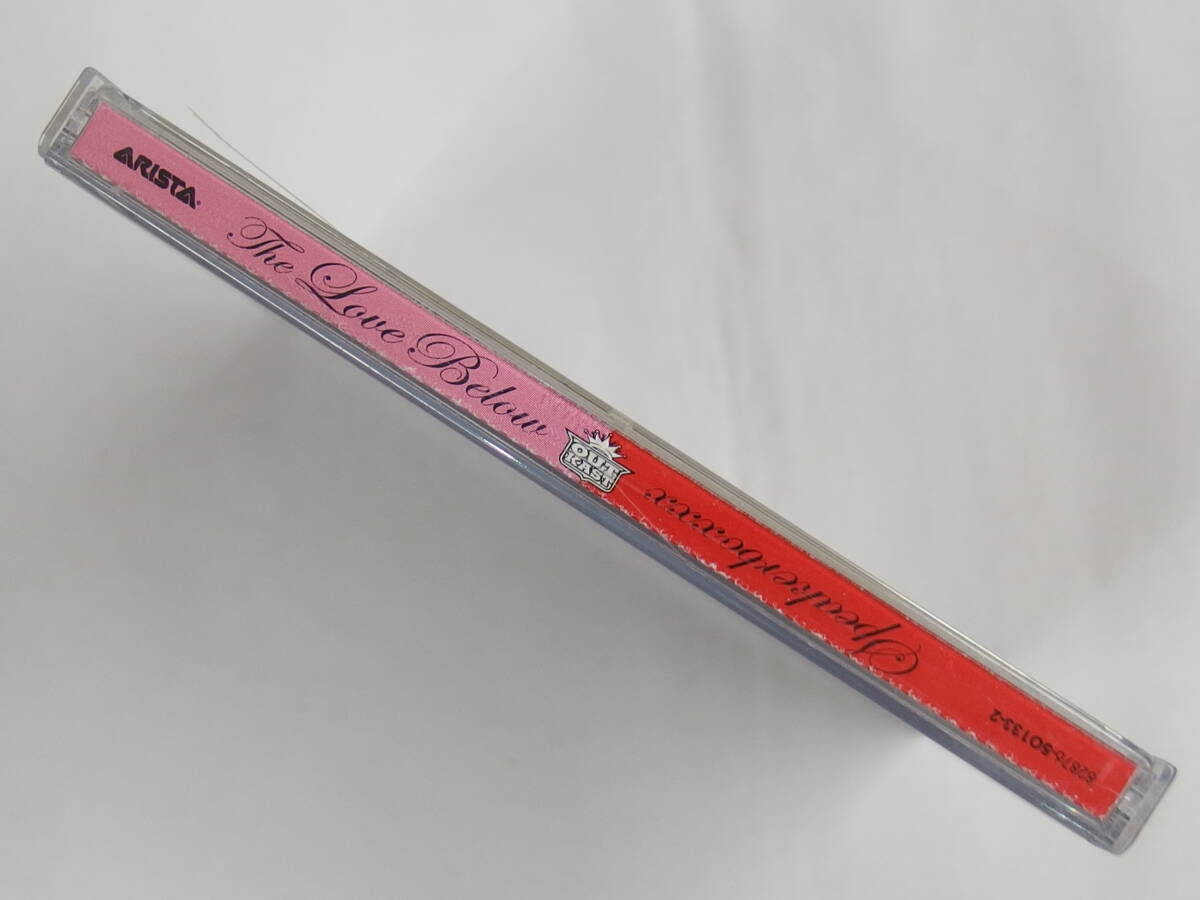 ARISTA
The Love Below
OUT
KAST
Speakerboxxx
82876-50133-2